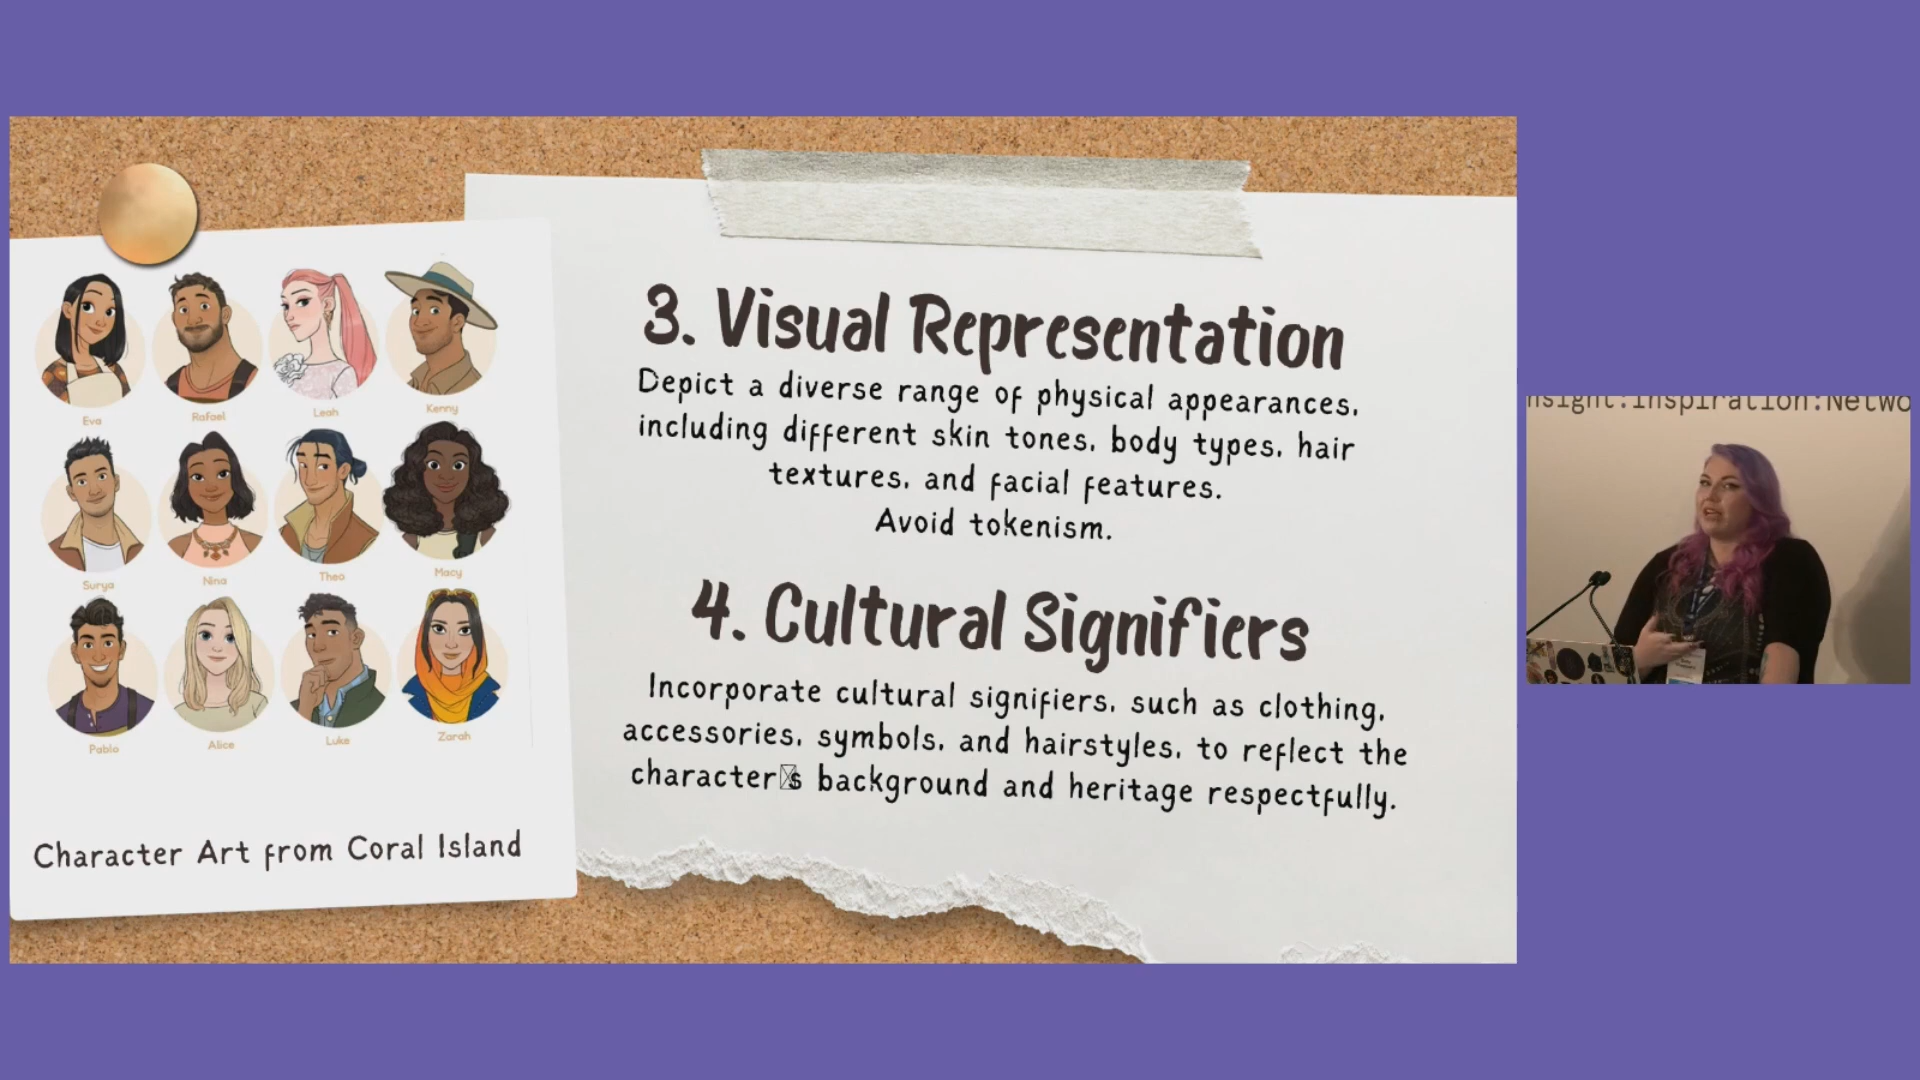 Eva
Rafael
Leah
Kenny
Surya
Nina
Theo
Macy
Pablo
Alice
Luke
Zarah
Character Art from Coral Island
3. Visual Representation
Depict a diverse range of physical appearances,
including different skin tones, body types, hair
textures, and facial features.
Avoid tokenism.
4. Cultural Signifiers
Incorporate cultural signifiers, such as clothing,
accessories, symbols, and hairstyles, to reflect the
character☒s background and heritage respectfully.
nsight:Inspiration:Netwo